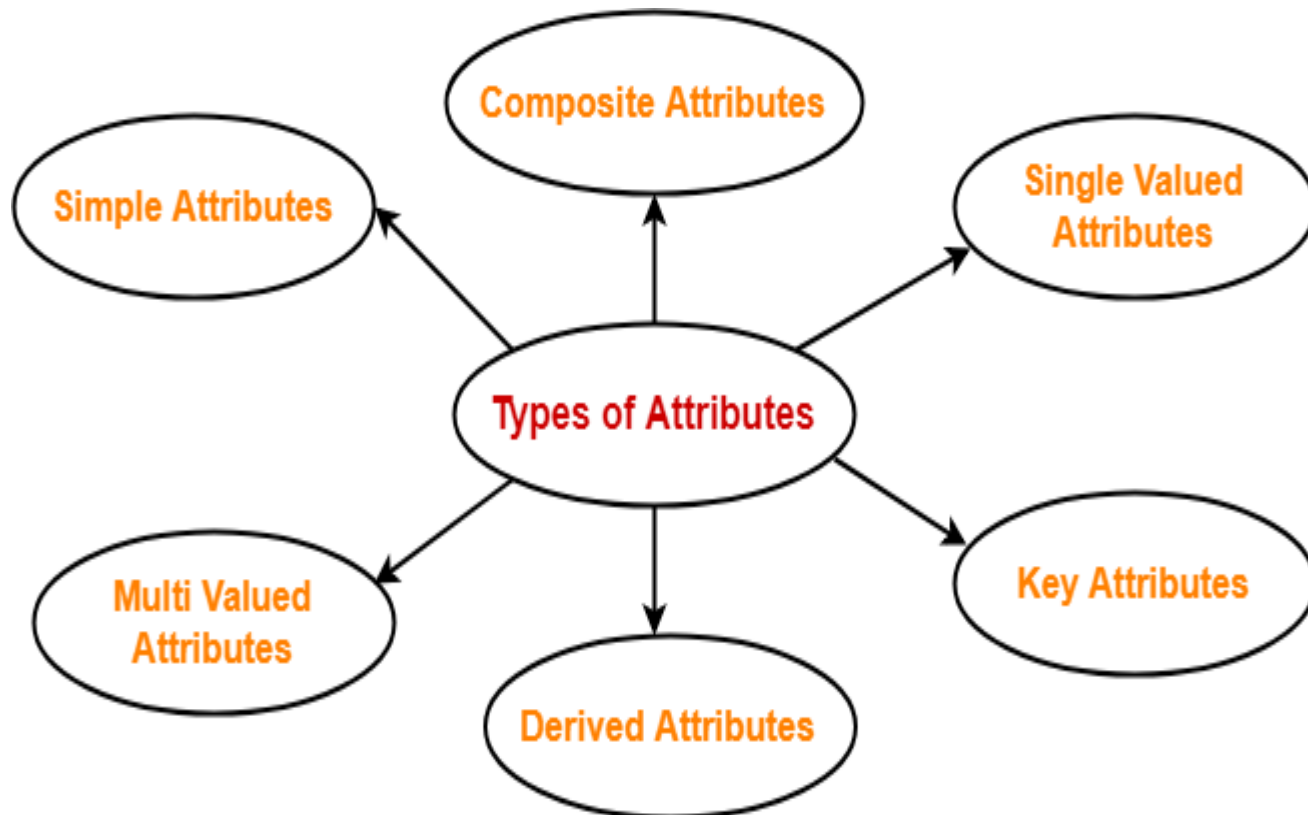 Composite Attributes
Simple Attributes
Single Valued
Attributes
Types of Attributes
Multi Valued
Attributes
Key Attributes
Derived Attributes